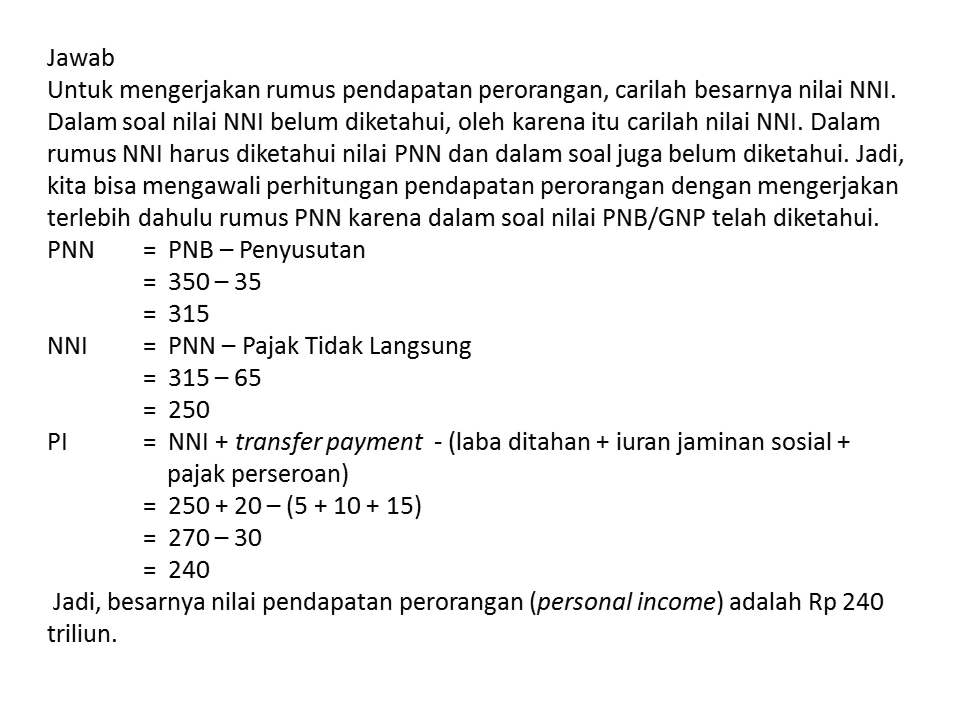 Jawab
Untuk mengerjakan rumus pendapatan perorangan, carilah besarnya nilai NNI.
Dalam soal nilai NNI belum diketahui, oleh karena itu carilah nilai NNI. Dalam
rumus NNI harus diketahui nilai PNN dan dalam soal juga belum diketahui. Jadi,
kita bisa mengawali perhitungan pendapatan perorangan dengan mengerjakan
terlebih dahulu rumus PNN karena dalam soal nilai PNB/GNP telah diketahui.
PNN = PNB – Penyusutan
= 350 – 35
= 315
NNI = PNN – Pajak Tidak Langsung
= 315 – 65
= 250
PI = NNI + transfer payment - (laba ditahan + iuran jaminan sosial +
pajak perseroan)
= 250 + 20 – (5 + 10 + 15)
= 270 – 30
= 240
Jadi, besarnya nilai pendapatan perorangan (personal income) adalah Rp 240
triliun.